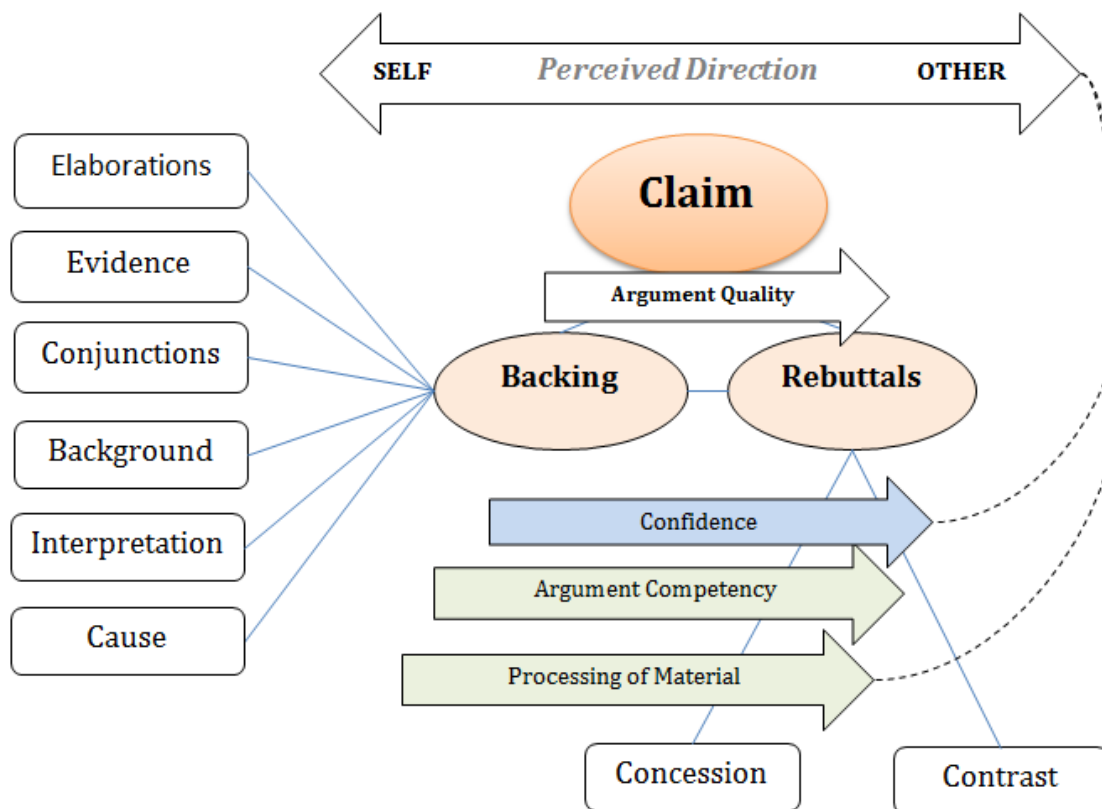 SELF Perceived Direction OTHER
Elaborations
Claim
Evidence
Argument Quality
Conjunctions
Backing
Rebuttals
Background
Confidence
Interpretation
Argument Competency
Cause
Processing of Material
Concession
Contrast